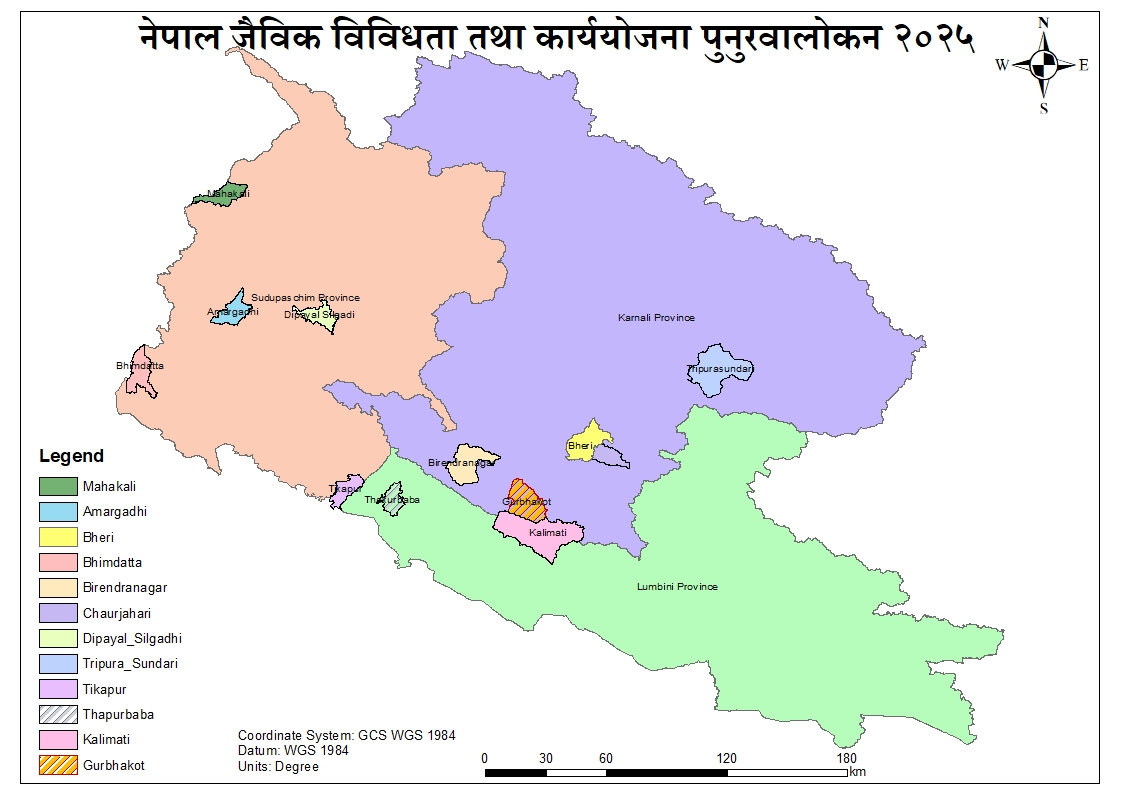 नेपाल जैविक विविधता तथा कार्ययोजना पुनुरवालोकन २०२५
N
W E
S
Mahakali
Sudupaschim Province
Amargadhi
Dipayal Silgadi
Karnali Province
Bhimdatta
Tripurasundari
Bheri
Birendranagar
Tikapur
Thapurbaba
Gurbhakot
Kalimati
Lumbini Province
Legend
Mahakali
Amargadhi
Bheri
Bhimdatta
Birendranagar
Chaurjahari
Dipayal_Silgadhi
Tripura_Sundari
Tikapur
Thapurbaba
Kalimati
Gurbhakot
Coordinate System: GCS WGS 1984
Datum: WGS 1984
Units: Degree
0 30 60 120 180
km